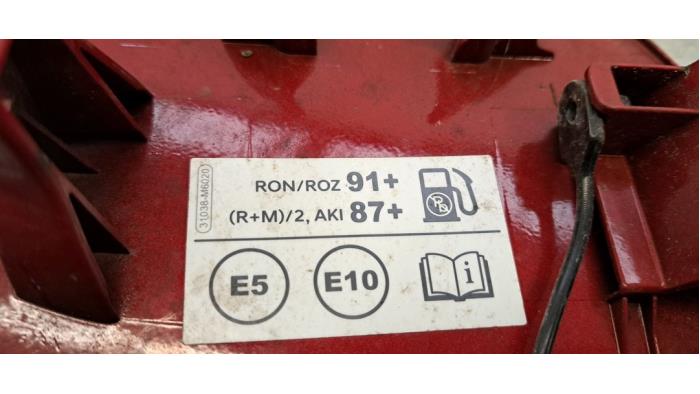 31038-M6020
RON/ROZ 91+
(R+M)/2, AKI 87+
Pb
E5 E10
i